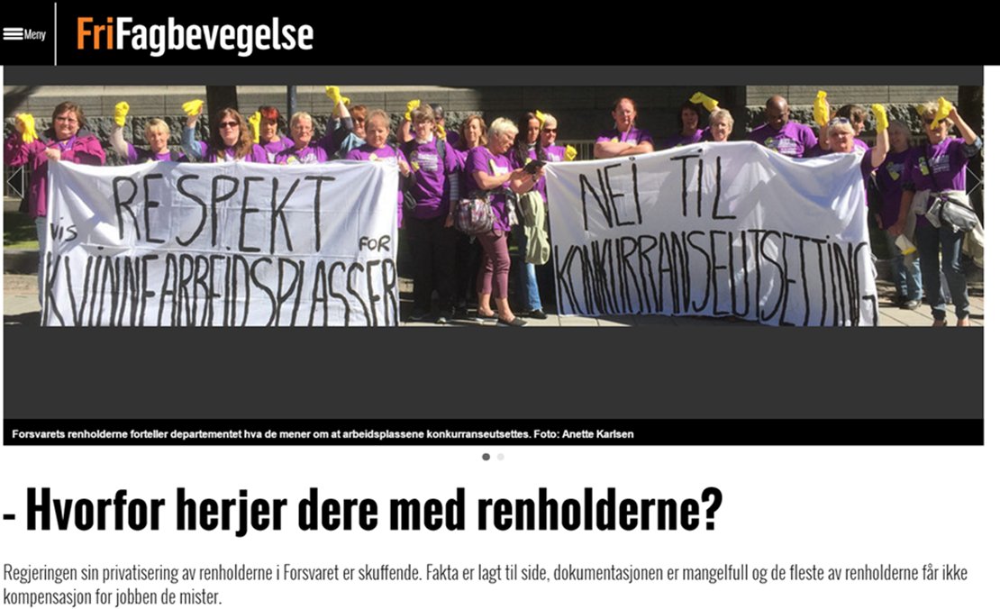 Meny
FriFagbevegelse
VIS RESPEKT FOR
KVINNEARBEIDSPLASSER
NEI TIL
KONKURRANSEUTSETTING
Forsvarets renholderne forteller departementet hva de mener om at arbeidsplassene konkurranseutsettes. Foto: Anette Karlsen
– Hvorfor herjer dere med renholderne?
Regjeringen sin privatisering av renholderne i Forsvaret er skuffende. Fakta er lagt til side, dokumentasjonen er mangelfull og de fleste av renholderne får ikke
kompensasjon for jobben de mister.